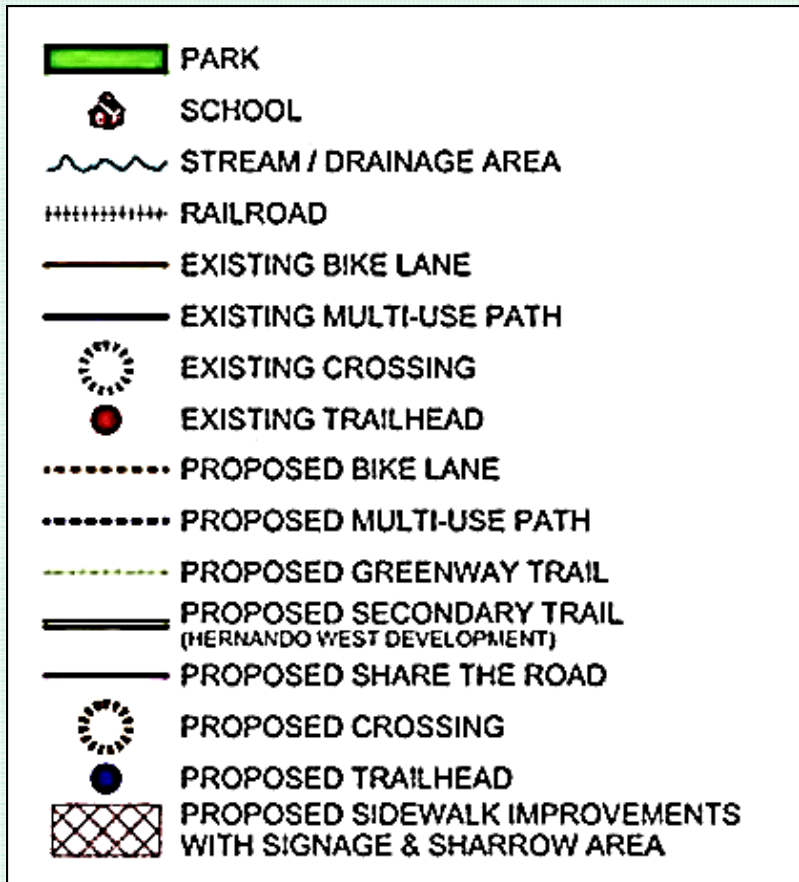 PARK
SCHOOL
STREAM / DRAINAGE AREA
RAILROAD
EXISTING BIKE LANE
EXISTING MULTI-USE PATH
EXISTING CROSSING
EXISTING TRAILHEAD
PROPOSED BIKE LANE
PROPOSED MULTI-USE PATH
PROPOSED GREENWAY TRAIL
PROPOSED SECONDARY TRAIL
(HERNANDO WEST DEVELOPMENT)
PROPOSED SHARE THE ROAD
PROPOSED CROSSING
PROPOSED TRAILHEAD
PROPOSED SIDEWALK IMPROVEMENTS
WITH SIGNAGE & SHARROW AREA